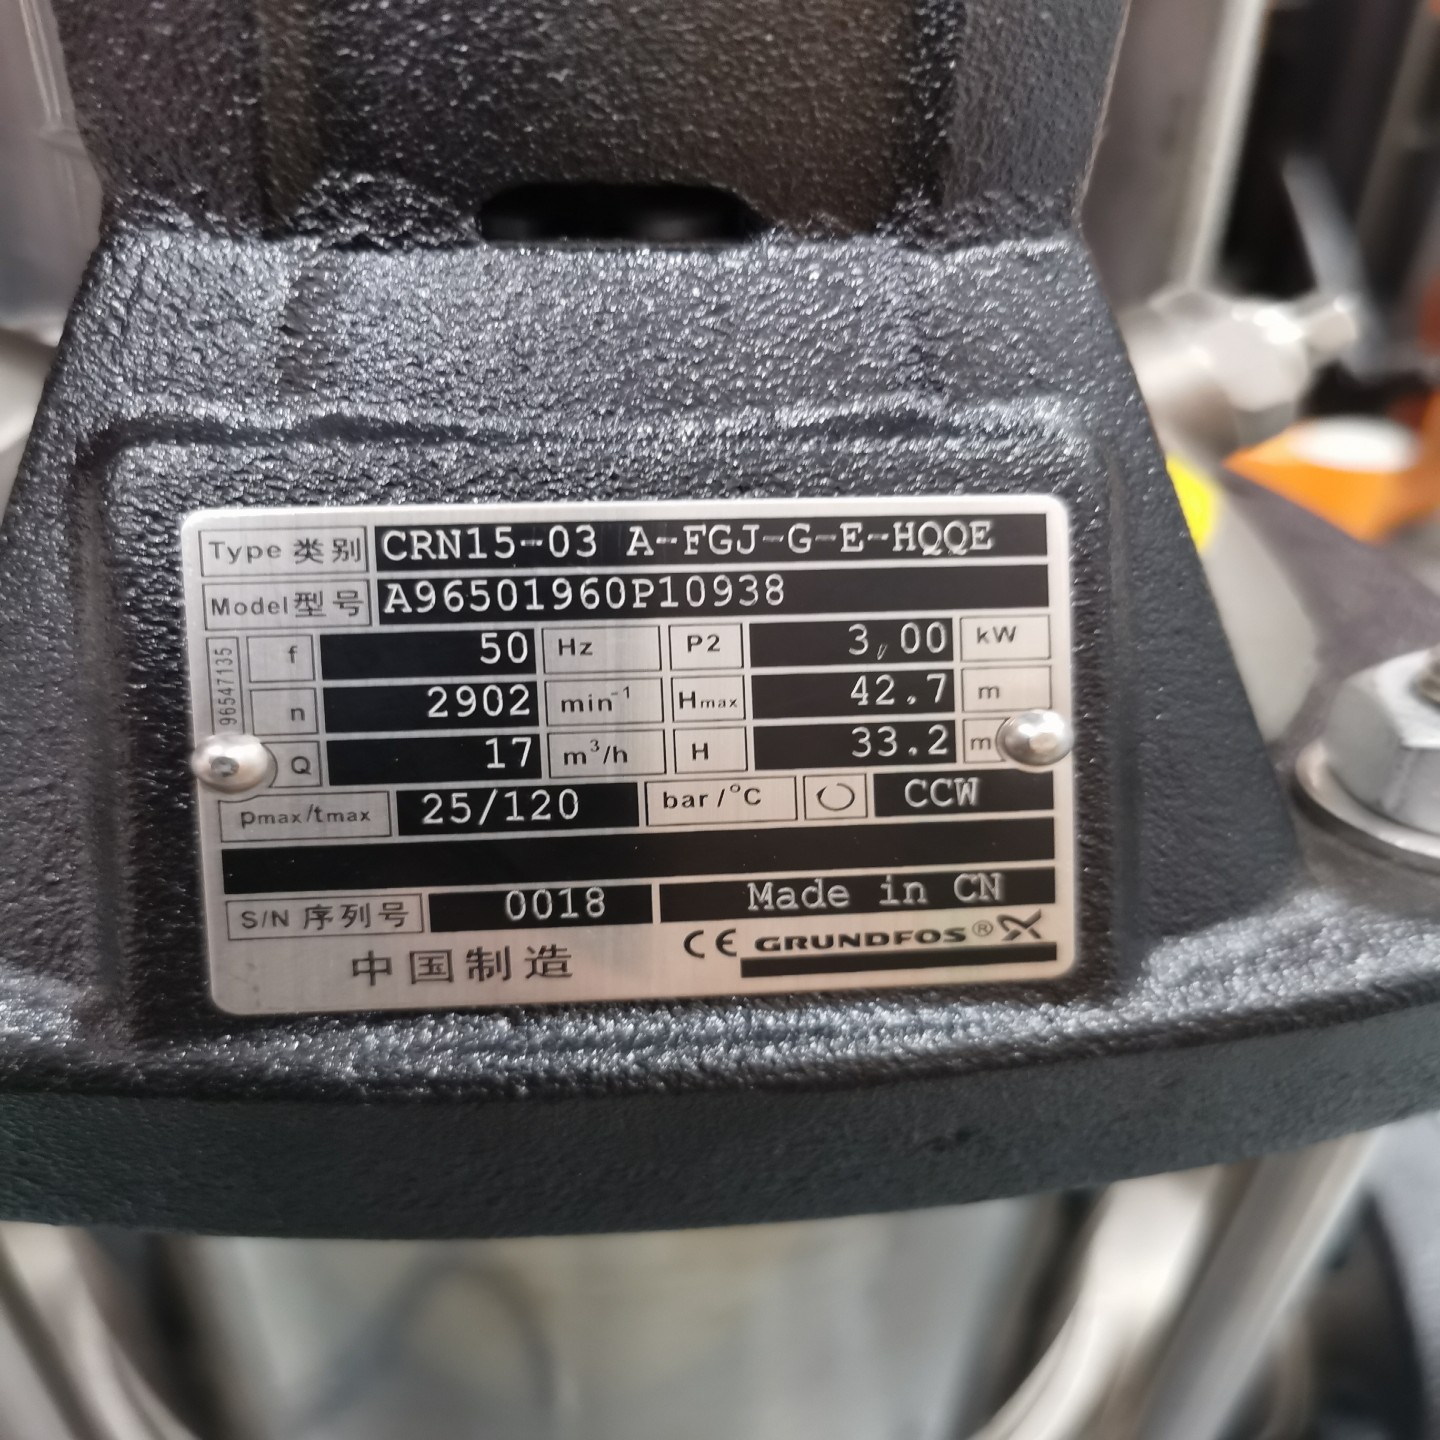 Type 类别 CRN15-03 A-FGJ-G-E-HQQE
Model 型号 A96501960P10938
96547135
f 50 Hz P2 3,00 kW
n 2902 min⁻¹ Hmax 42.7 m
Q 17 m³/h H 33.2 m
pmax/tmax 25/120 bar/°C CCW
S/N 序列号 0018 Made in CN
中国制造 CE GRUNDFOS®